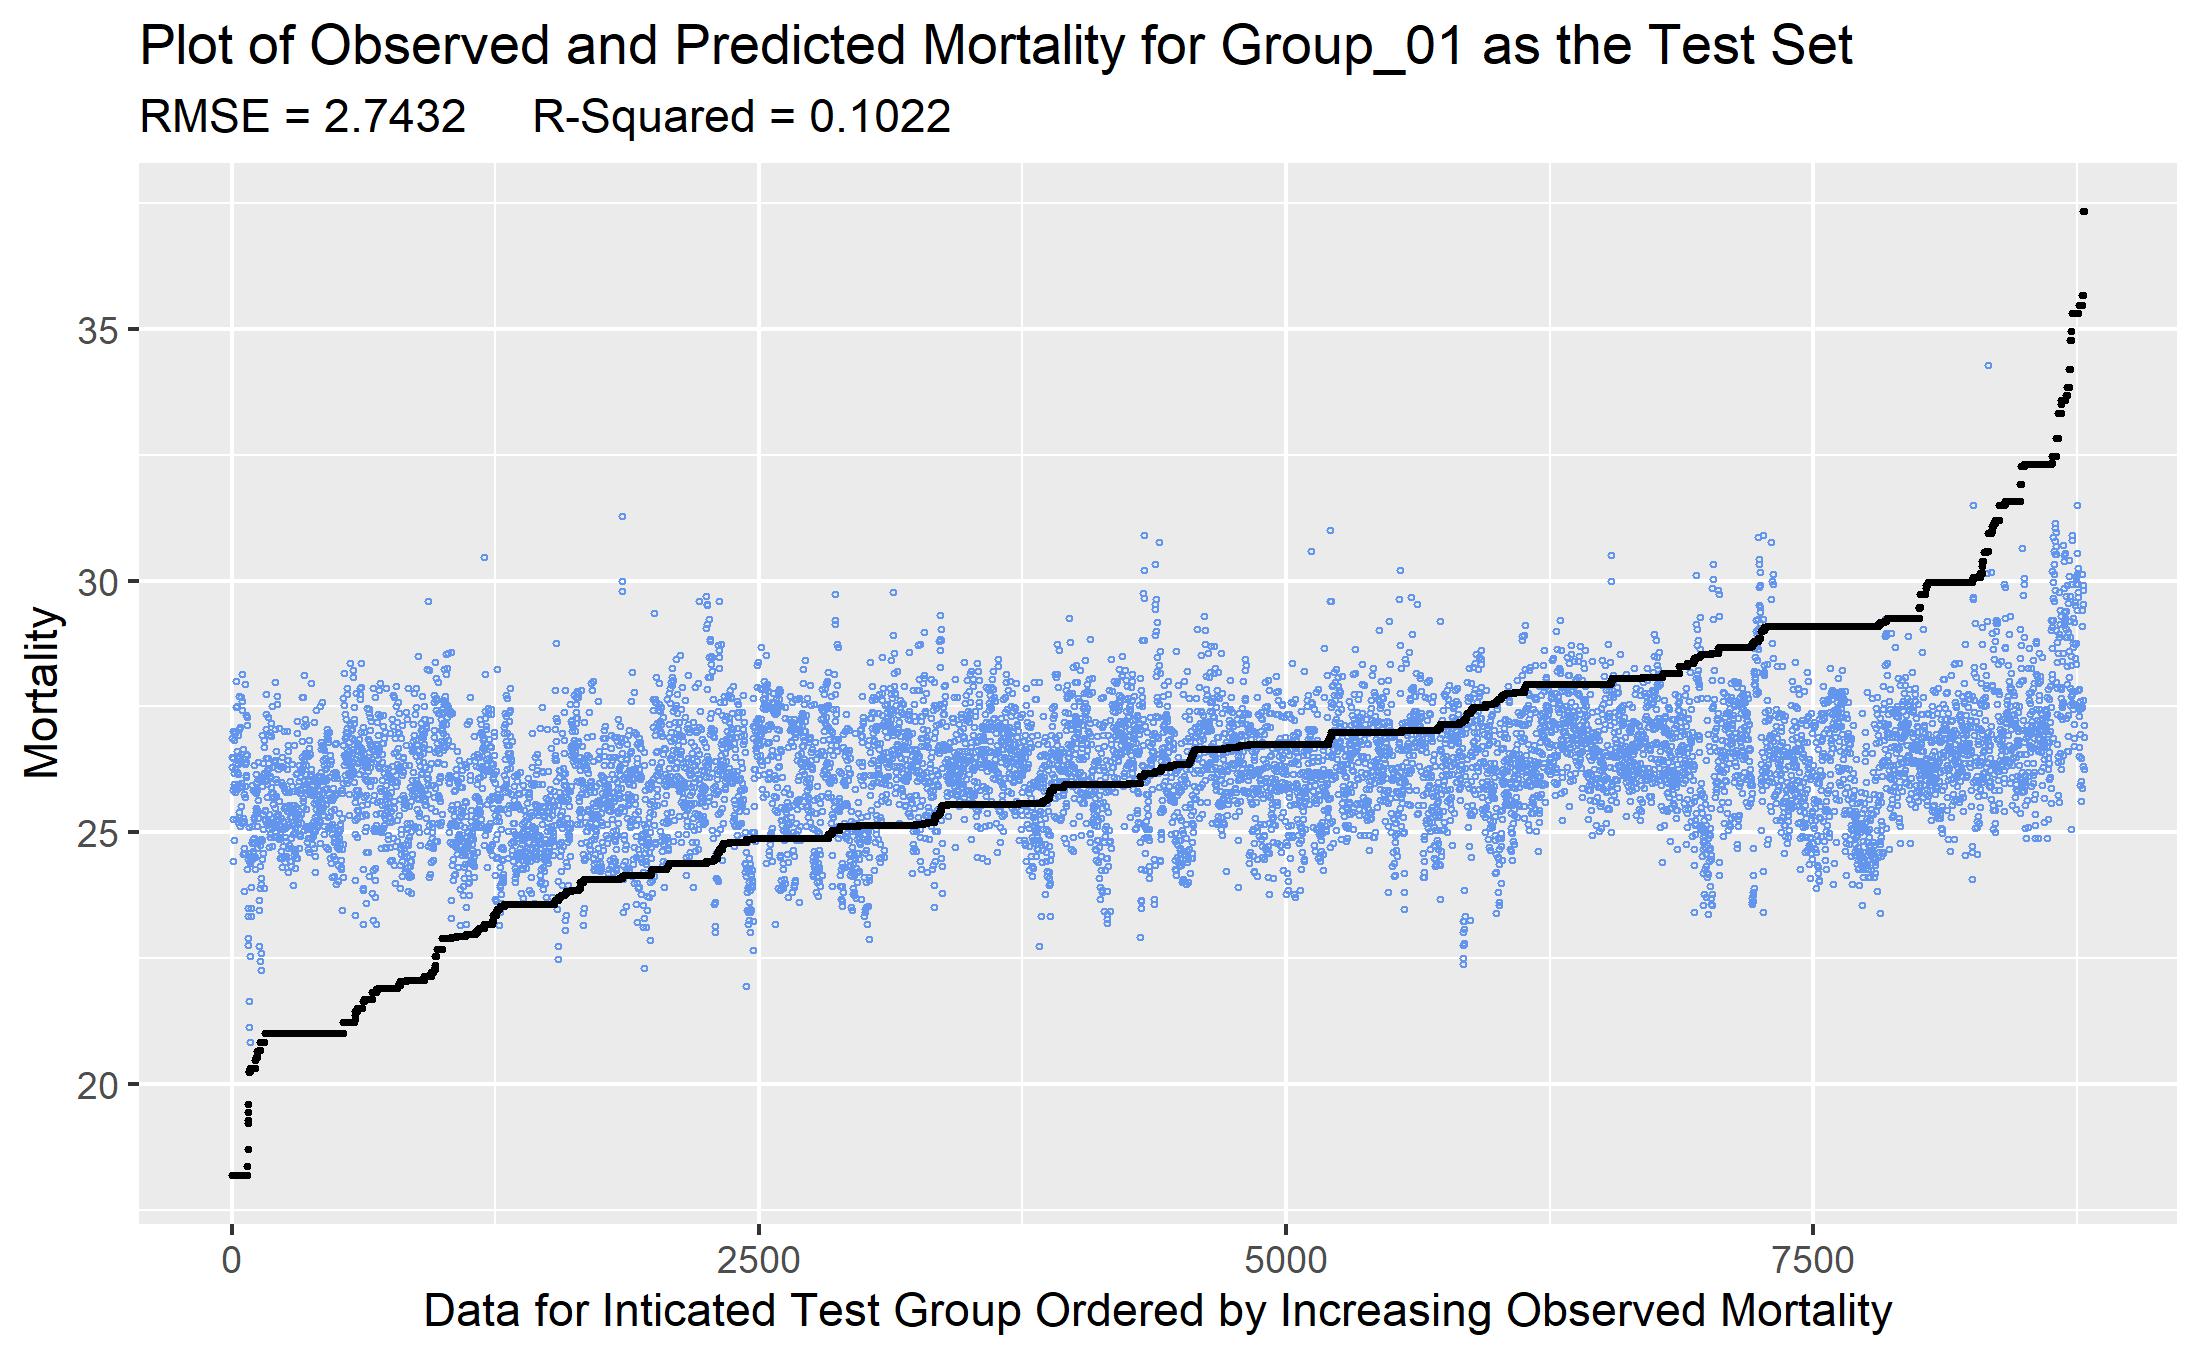 Plot of Observed and Predicted Mortality for Group_01 as the Test Set
RMSE = 2.7432 R-Squared = 0.1022
Mortality
35
30
25
20
0 2500 5000 7500
Data for Inticated Test Group Ordered by Increasing Observed Mortality